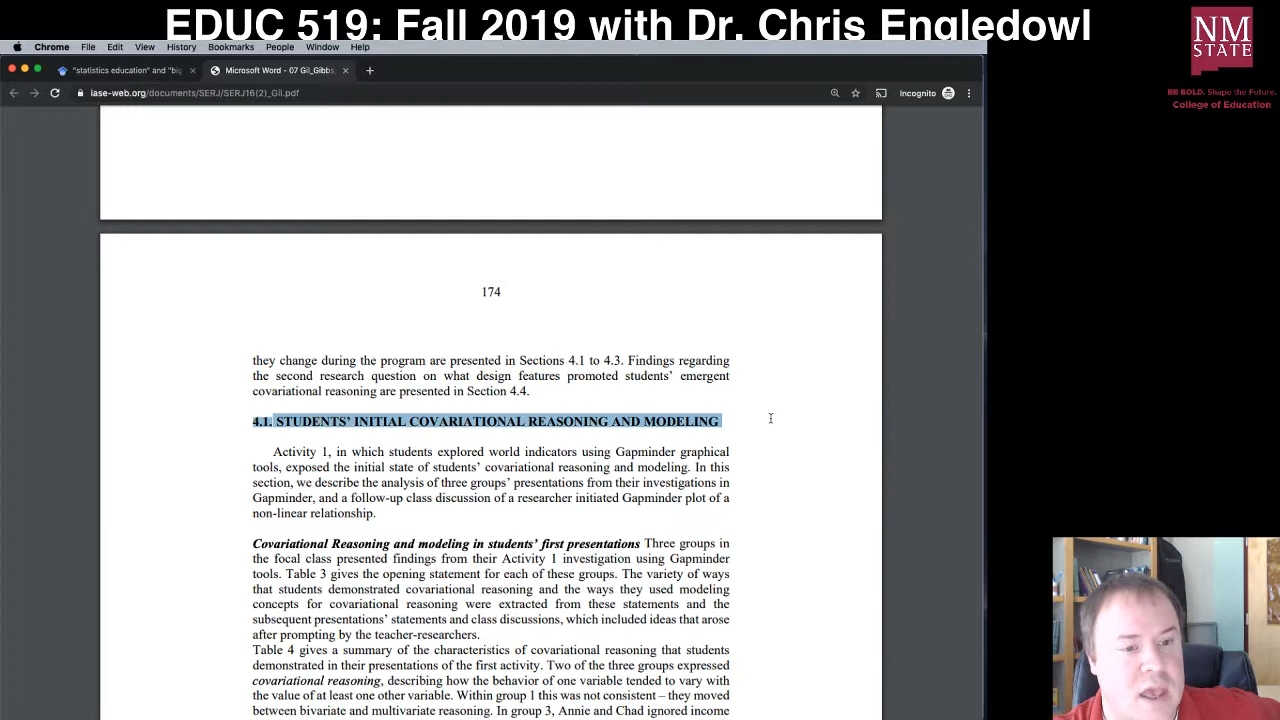 EDUC 519: Fall 2019 with Dr. Chris Engledowl
NM
STATE
BE BOLD. Shape the Future.
College of Education
Chrome File Edit View History Bookmarks People Window Help
"statistics education" and "big
Microsoft Word - 07 Gil_Gibbs
iase-web.org/documents/SERJ/SERJ16(2)_Gil.pdf
Incognito
174
they change during the program are presented in Sections 4.1 to 4.3. Findings regarding
the second research question on what design features promoted students' emergent
covariational reasoning are presented in Section 4.4.
4.1. STUDENTS' INITIAL COVARIATIONAL REASONING AND MODELING
Activity 1, in which students explored world indicators using Gapminder graphical
tools, exposed the initial state of students' covariational reasoning and modeling. In this
section, we describe the analysis of three groups' presentations from their investigations in
Gapminder, and a follow-up class discussion of a researcher initiated Gapminder plot of a
non-linear relationship.
Covariational Reasoning and modeling in students' first presentations Three groups in
the focal class presented findings from their Activity 1 investigation using Gapminder
tools. Table 3 gives the opening statement for each of these groups. The variety of ways
that students demonstrated covariational reasoning and the ways they used modeling
concepts for covariational reasoning were extracted from these statements and the
subsequent presentations' statements and class discussions, which included ideas that arose
after prompting by the teacher-researchers.
Table 4 gives a summary of the characteristics of covariational reasoning that students
demonstrated in their presentations of the first activity. Two of the three groups expressed
covariational reasoning, describing how the behavior of one variable tended to vary with
the value of at least one other variable. Within group 1 this was not consistent – they moved
between bivariate and multivariate reasoning. In group 3, Annie and Chad ignored income